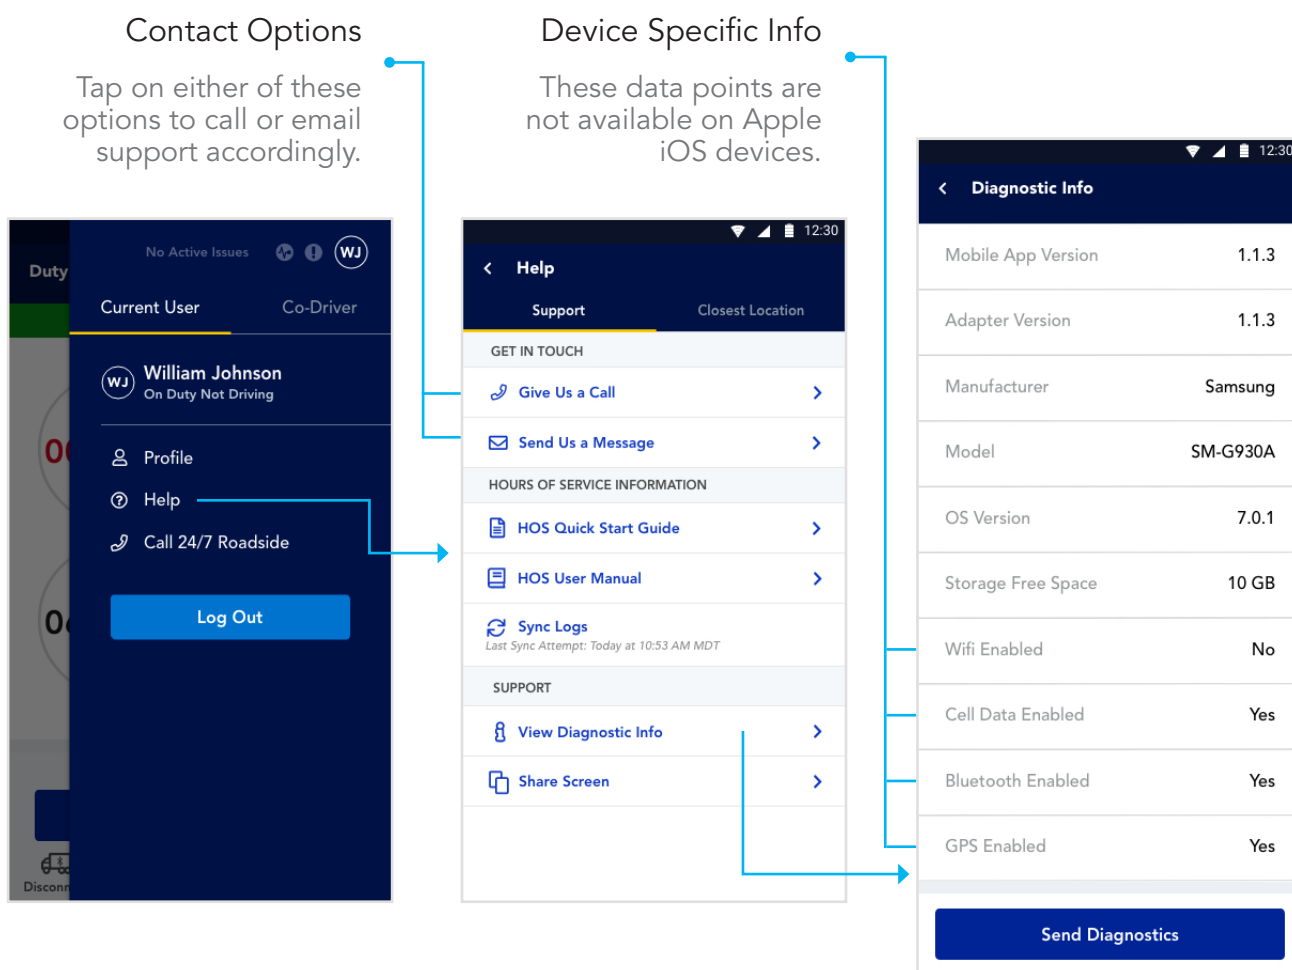 Contact Options
Tap on either of these
options to call or email
support accordingly.
Device Specific Info
These data points are
not available on Apple
iOS devices.
Duty
No Active Issues
WJ
Current User
Co-Driver
WJ
William Johnson
On Duty Not Driving
Profile
Help
Call 24/7 Roadside
Log Out
12:30
Help
Support
Closest Location
GET IN TOUCH
Give Us a Call
Send Us a Message
HOURS OF SERVICE INFORMATION
HOS Quick Start Guide
HOS User Manual
Sync Logs
Last Sync Attempt: Today at 10:53 AM MDT
SUPPORT
View Diagnostic Info
Share Screen
12:30
Diagnostic Info
Mobile App Version 1.1.3
Adapter Version 1.1.3
Manufacturer Samsung
Model SM-G930A
OS Version 7.0.1
Storage Free Space 10 GB
Wifi Enabled No
Cell Data Enabled Yes
Bluetooth Enabled Yes
GPS Enabled Yes
Send Diagnostics